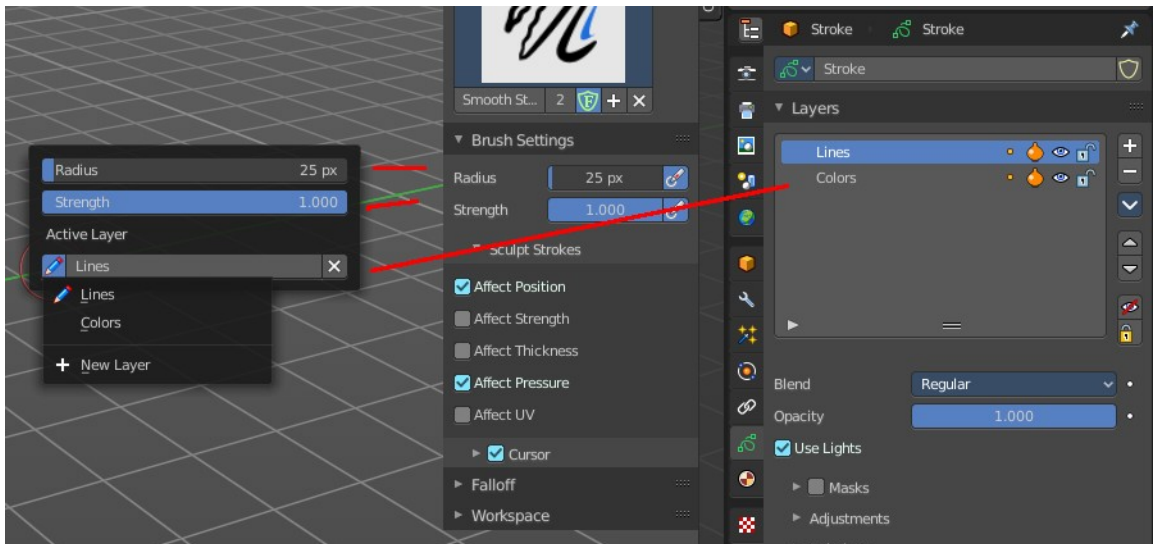 Radius 25 px
Strength 1.000
Active Layer
Lines
Lines
Colors
New Layer
Smooth St... 2 F
Brush Settings
Radius 25 px
Strength 1.000
Sculpt Strokes
Affect Position
Affect Strength
Affect Thickness
Affect Pressure
Affect UV
Cursor
Falloff
Workspace
Stroke Stroke
Stroke
Layers
Lines
Colors
Blend Regular
Opacity 1.000
Use Lights
Masks
Adjustments